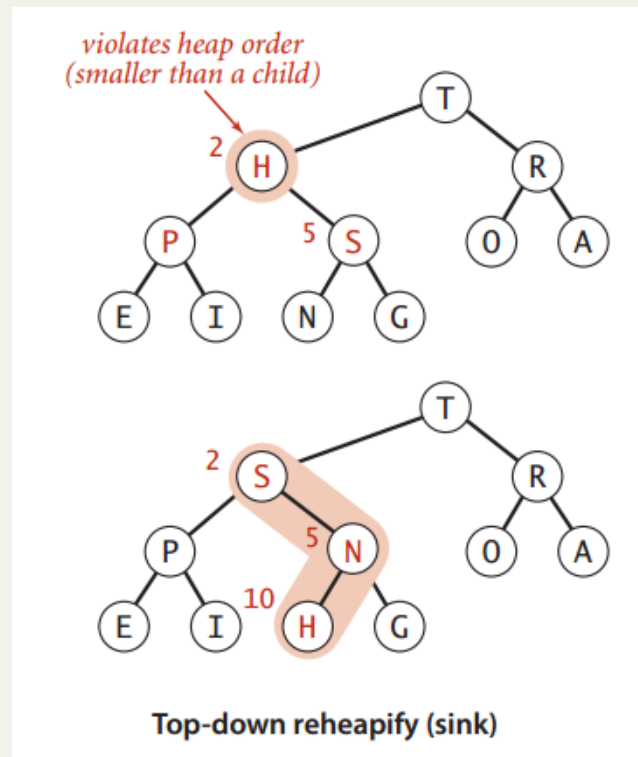 violates heap order
(smaller than a child)
T
2 H R
P 5 S O A
E I N G
T
2 S R
P 5 N O A
E I 10 H G
Top-down reheapify (sink)